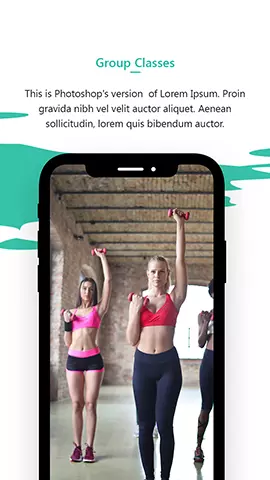 Group Classes
This is Photoshop's version  of Lorem Ipsum. Proin
gravida nibh vel velit auctor aliquet. Aenean
sollicitudin, lorem quis bibendum auctor.